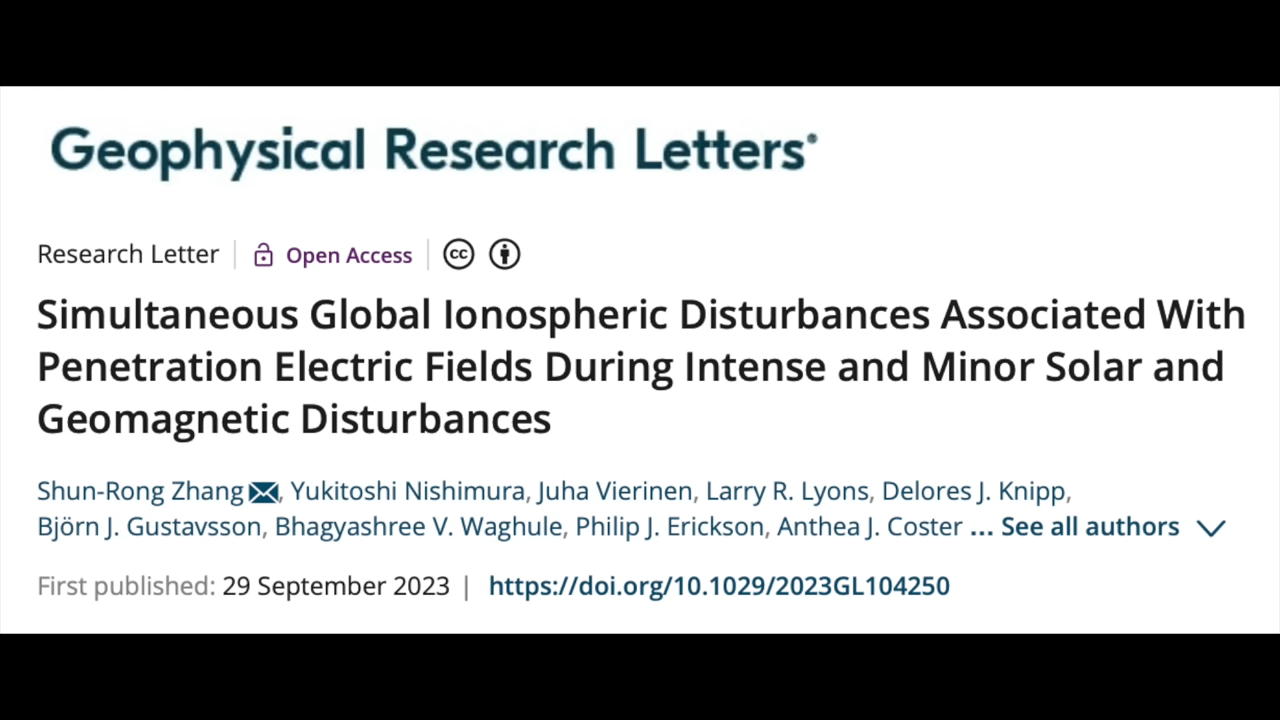 Geophysical Research Letters®
Research Letter | Open Access | cc
Simultaneous Global Ionospheric Disturbances Associated With
Penetration Electric Fields During Intense and Minor Solar and
Geomagnetic Disturbances
Shun-Rong Zhang, Yukitoshi Nishimura, Juha Vierinen, Larry R. Lyons, Delores J. Knipp,
Björn J. Gustavsson, Bhagyashree V. Waghule, Philip J. Erickson, Anthea J. Coster ... See all authors
First published: 29 September 2023 | https://doi.org/10.1029/2023GL104250